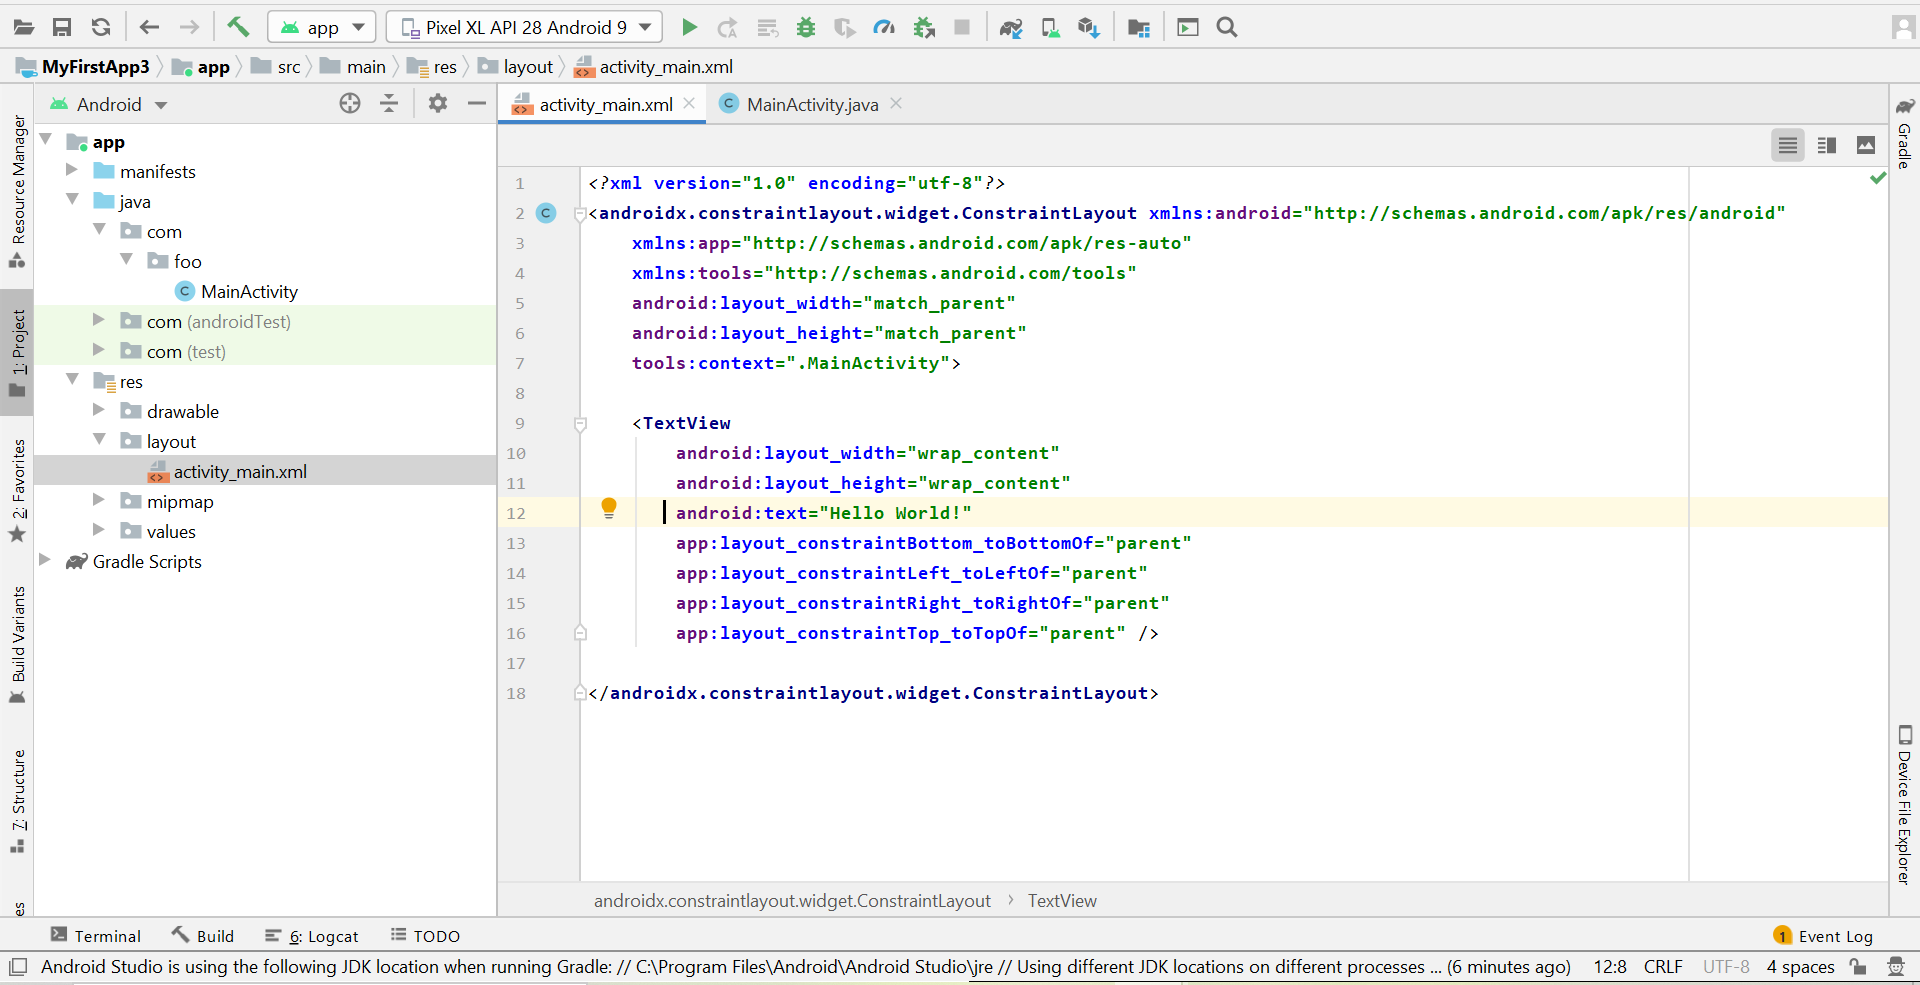 app
Pixel XL API 28 Android 9
MyFirstApp3 app src main res layout activity_main.xml
Android
activity_main.xml
MainActivity.java
Resource Manager
1: Project
2: Favorites
Build Variants
7: Structure
app
manifests
java
com
foo
MainActivity
com (androidTest)
com (test)
res
drawable
layout
activity_main.xml
mipmap
values
Gradle Scripts
1 <?xml version="1.0" encoding="utf-8"?>
2 <androidx.constraintlayout.widget.ConstraintLayout xmlns:android="http://schemas.android.com/apk/res/android"
3 xmlns:app="http://schemas.android.com/apk/res-auto"
4 xmlns:tools="http://schemas.android.com/tools"
5 android:layout_width="match_parent"
6 android:layout_height="match_parent"
7 tools:context=".MainActivity">
8
9 <TextView
10 android:layout_width="wrap_content"
11 android:layout_height="wrap_content"
12 android:text="Hello World!"
13 app:layout_constraintBottom_toBottomOf="parent"
14 app:layout_constraintLeft_toLeftOf="parent"
15 app:layout_constraintRight_toRightOf="parent"
16 app:layout_constraintTop_toTopOf="parent" />
17
18 </androidx.constraintlayout.widget.ConstraintLayout>
androidx.constraintlayout.widget.ConstraintLayout › TextView
Gradle
Device File Explorer
Terminal Build 6: Logcat TODO
1 Event Log
Android Studio is using the following JDK location when running Gradle: // C:\Program Files\Android\Android Studio\jre // Using different JDK locations on different processes ... (6 minutes ago) 12:8 CRLF UTF-8 4 spaces